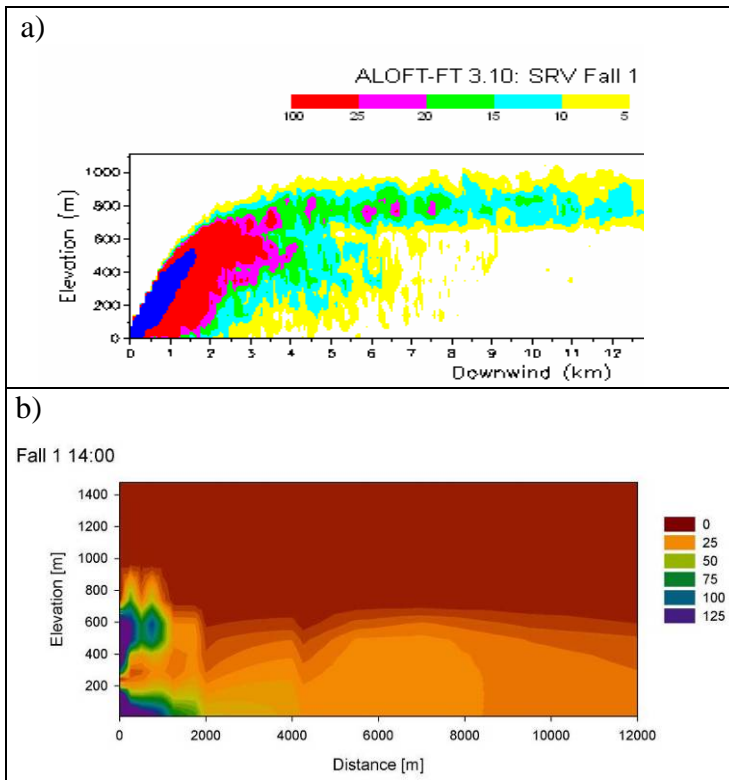 a)
ALOFT-FT 3.10: SRV Fall 1
100 25 20 15 10 5
1000
800
600
400
200
0
Elevation (m)
0 1 2 3 4 5 6 7 8 9 10 11 12
Downwind (km)
b)
Fall 1 14:00
1400
1200
1000
800
600
400
200
Elevation [m]
0 2000 4000 6000 8000 10000 12000
Distance [m]
0
25
50
75
100
125